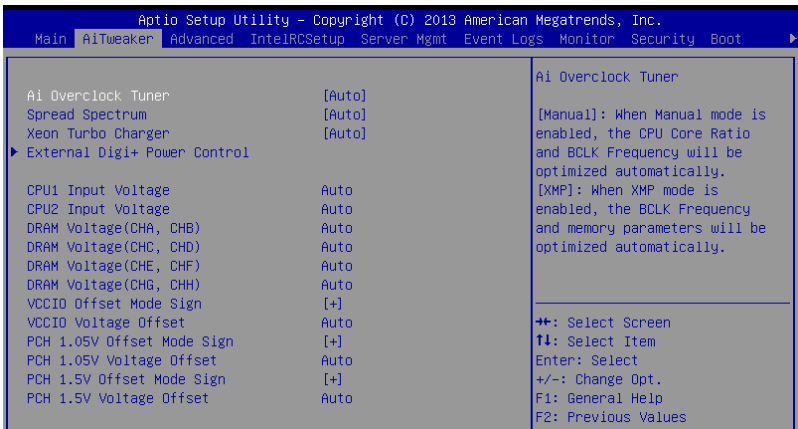 Aptio Setup Utility – Copyright (C) 2013 American Megatrends, Inc.
Main AiTweaker Advanced IntelRCSetup Server Mgmt Event Logs Monitor Security Boot
Ai Overclock Tuner [Auto]
Spread Spectrum [Auto]
Xeon Turbo Charger [Auto]
External Digi+ Power Control
CPU1 Input Voltage Auto
CPU2 Input Voltage Auto
DRAM Voltage(CHA, CHB) Auto
DRAM Voltage(CHC, CHD) Auto
DRAM Voltage(CHE, CHF) Auto
DRAM Voltage(CHG, CHH) Auto
VCCIO Offset Mode Sign [+]
VCCIO Voltage Offset Auto
PCH 1.05V Offset Mode Sign [+]
PCH 1.05V Voltage Offset Auto
PCH 1.5V Offset Mode Sign [+]
PCH 1.5V Voltage Offset Auto
Ai Overclock Tuner
[Manual]: When Manual mode is
enabled, the CPU Core Ratio
and BCLK Frequency will be
optimized automatically.
[XMP]: When XMP mode is
enabled, the BCLK Frequency
and memory parameters will be
optimized automatically.
→←: Select Screen
↑↓: Select Item
Enter: Select
+/-: Change Opt.
F1: General Help
F2: Previous Values